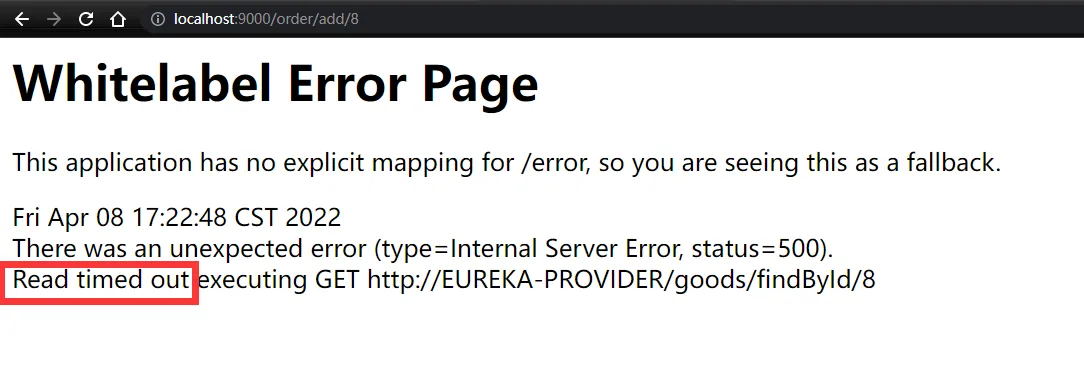 localhost:9000/order/add/8
Whitelabel Error Page
This application has no explicit mapping for /error, so you are seeing this as a fallback.
Fri Apr 08 17:22:48 CST 2022
There was an unexpected error (type=Internal Server Error, status=500).
Read timed out executing GET http://EUREKA-PROVIDER/goods/findById/8